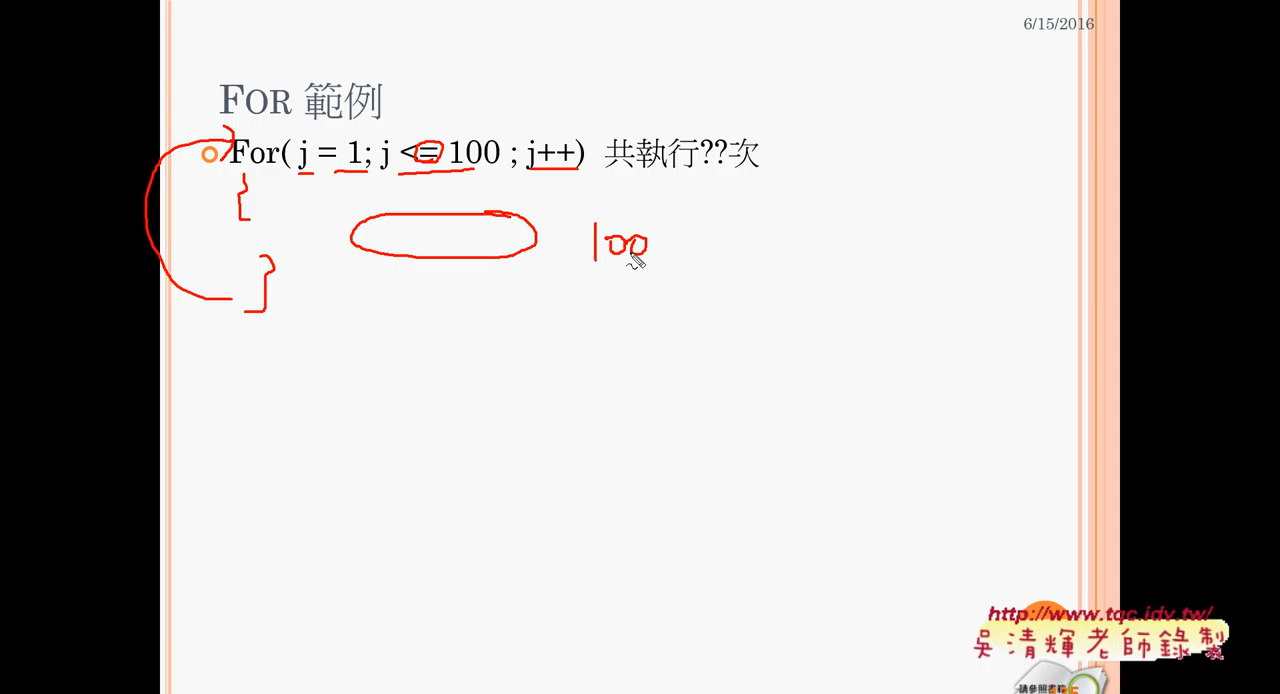 6/15/2016
FOR 範例
For( j = 1; j <= 100 ; j++) 共執行??次
{
100
}
http://www.tqc.idv.tw/
吳清輝老師錄製